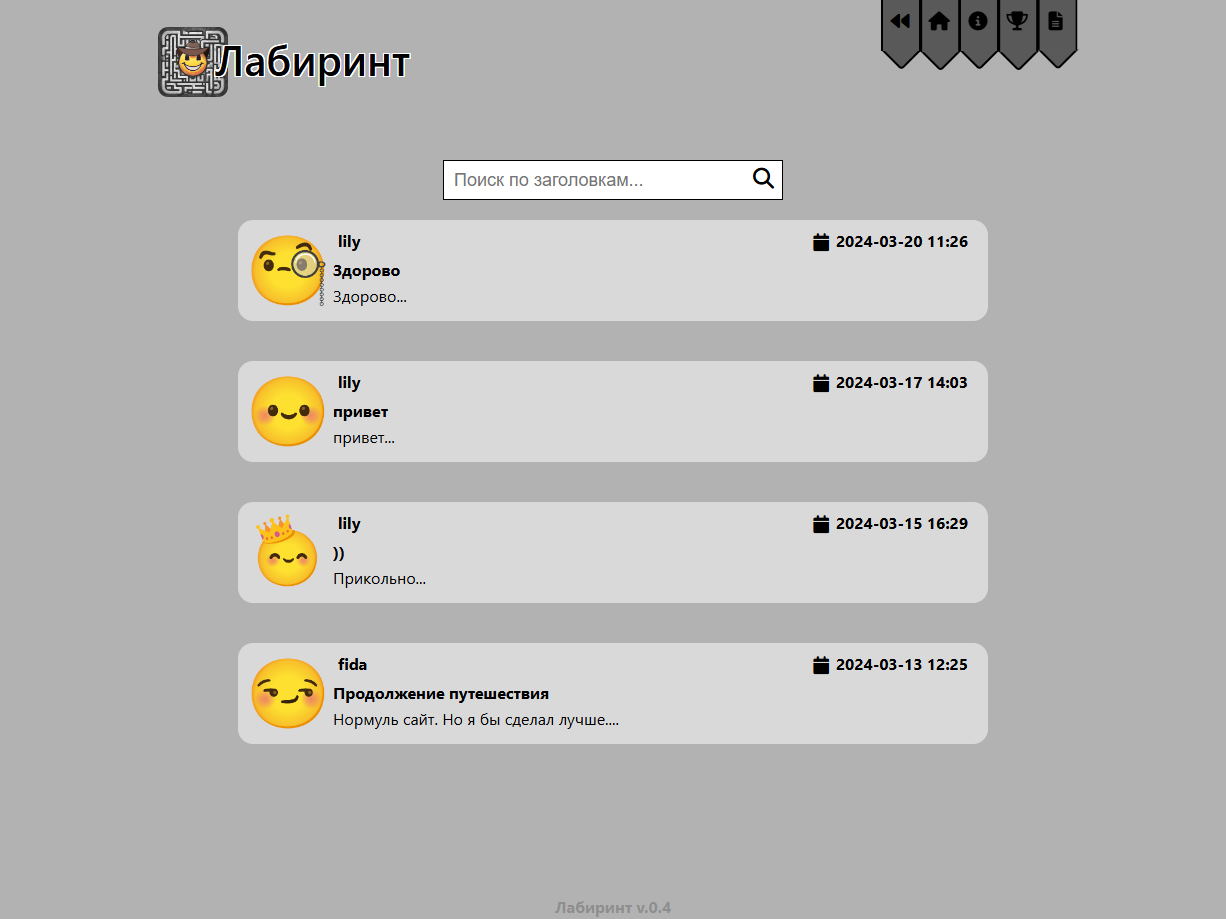 Лабиринт
Поиск по заголовкам...
lily 2024-03-20 11:26
Здорово
Здорово...
lily 2024-03-17 14:03
привет
привет...
lily 2024-03-15 16:29
))
Прикольно...
fida 2024-03-13 12:25
Продолжение путешествия
Нормуль сайт. Но я бы сделал лучше....
Лабиринт v.0.4